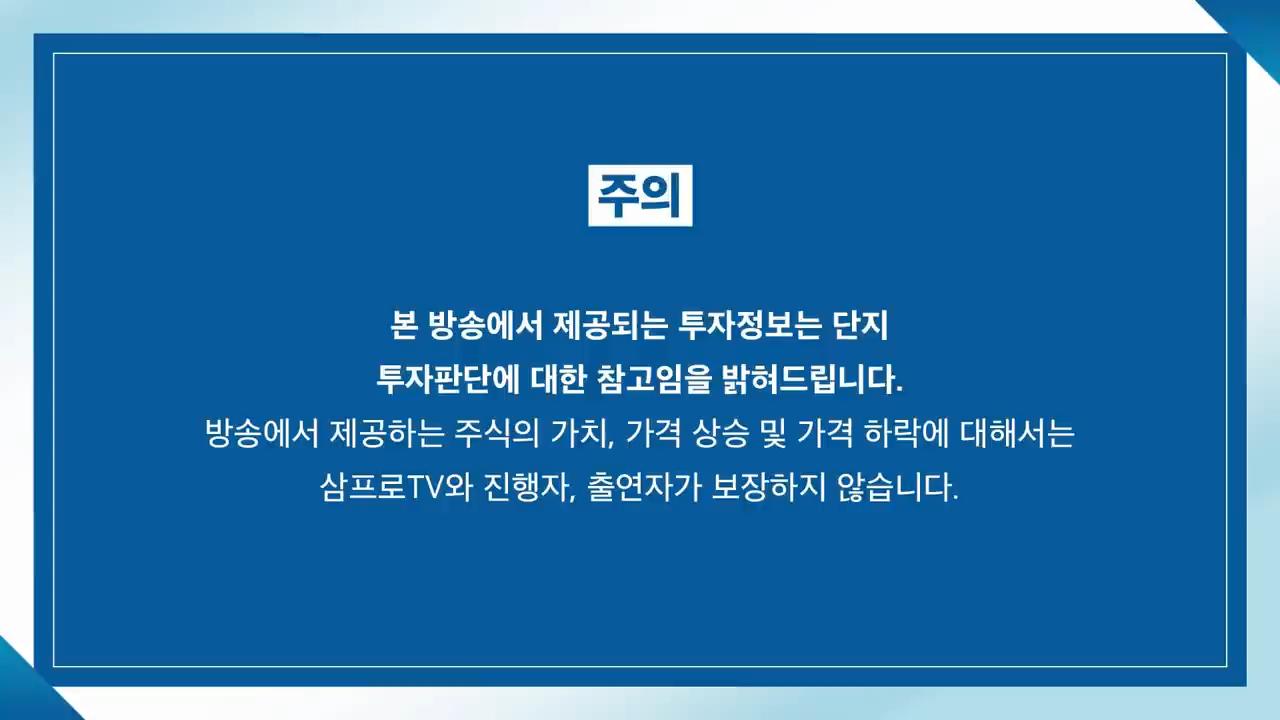 주의
본 방송에서 제공되는 투자정보는 단지
투자판단에 대한 참고임을 밝혀드립니다.
방송에서 제공하는 주식의 가치, 가격 상승 및 가격 하락에 대해서는
삼프로TV와 진행자, 출연자가 보장하지 않습니다.